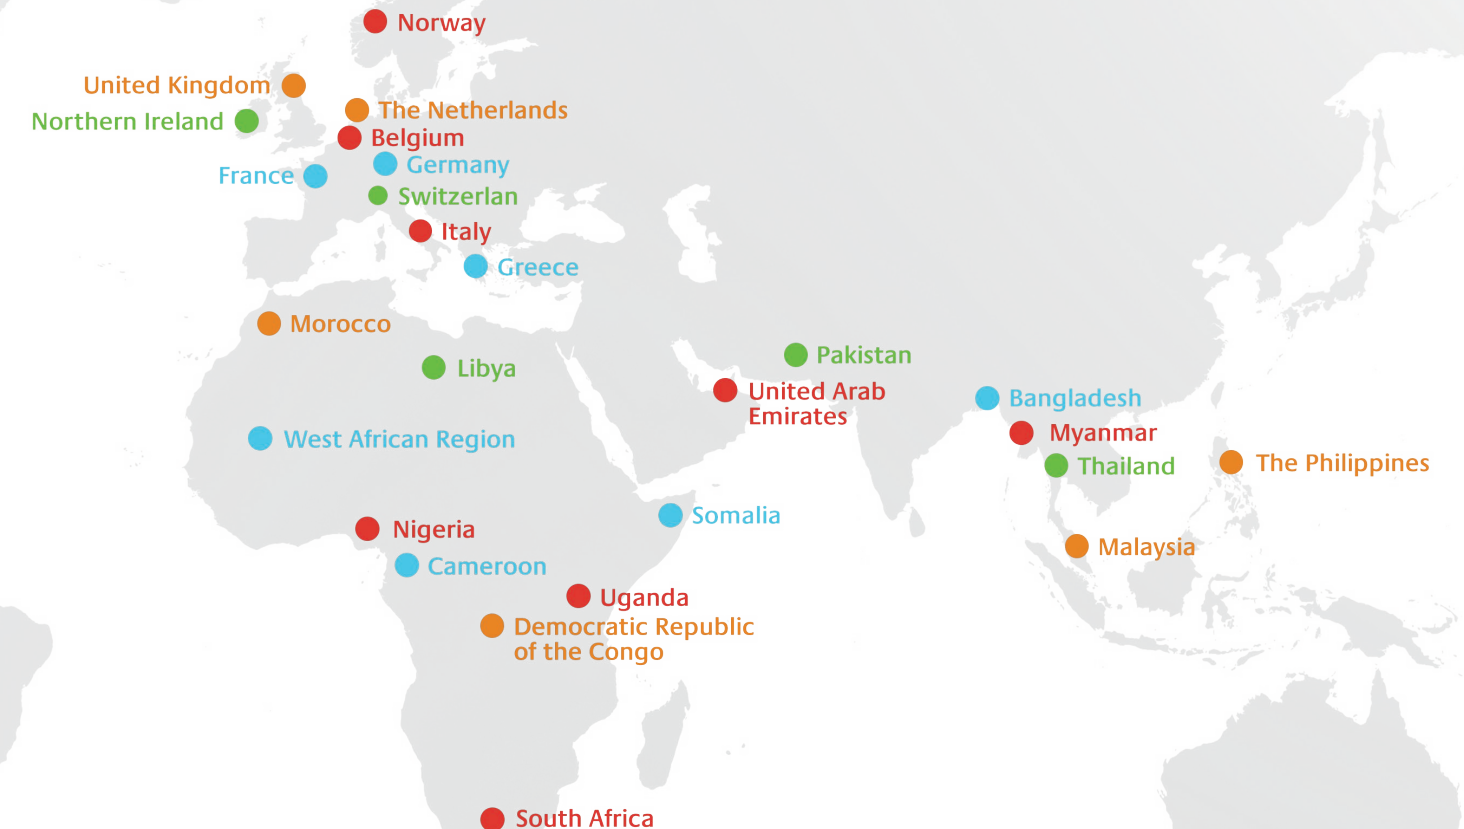 Norway
United Kingdom
The Netherlands
Northern Ireland
Belgium
Germany
France
Switzerlan
Italy
Greece
Morocco
Pakistan
Libya
United Arab
Emirates
Bangladesh
Myanmar
West African Region
The Philippines
Thailand
Somalia
Nigeria
Malaysia
Cameroon
Uganda
Democratic Republic
of the Congo
South Africa